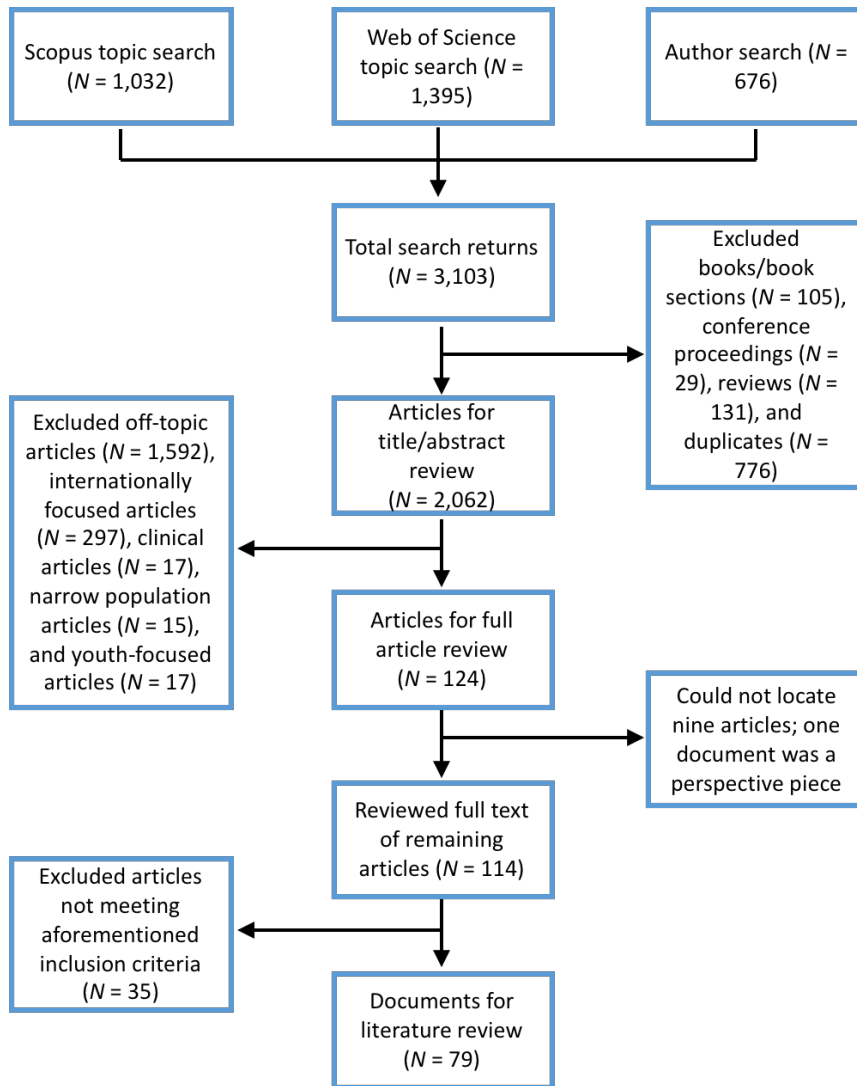 Scopus topic search
(N = 1,032)
Web of Science
topic search (N =
1,395)
Author search (N =
676)
Total search returns
(N = 3,103)
Excluded
books/book
sections (N = 105),
conference
proceedings (N =
29), reviews (N =
131), and
duplicates (N =
776)
Articles for
title/abstract
review
(N = 2,062)
Excluded off-topic
articles (N = 1,592),
internationally
focused articles
(N = 297), clinical
articles (N = 17),
narrow population
articles (N = 15),
and youth-focused
articles (N = 17)
Articles for full
article review
(N = 124)
Could not locate
nine articles; one
document was a
perspective piece
Reviewed full text
of remaining
articles (N = 114)
Excluded articles
not meeting
aforementioned
inclusion criteria
(N = 35)
Documents for
literature review
(N = 79)